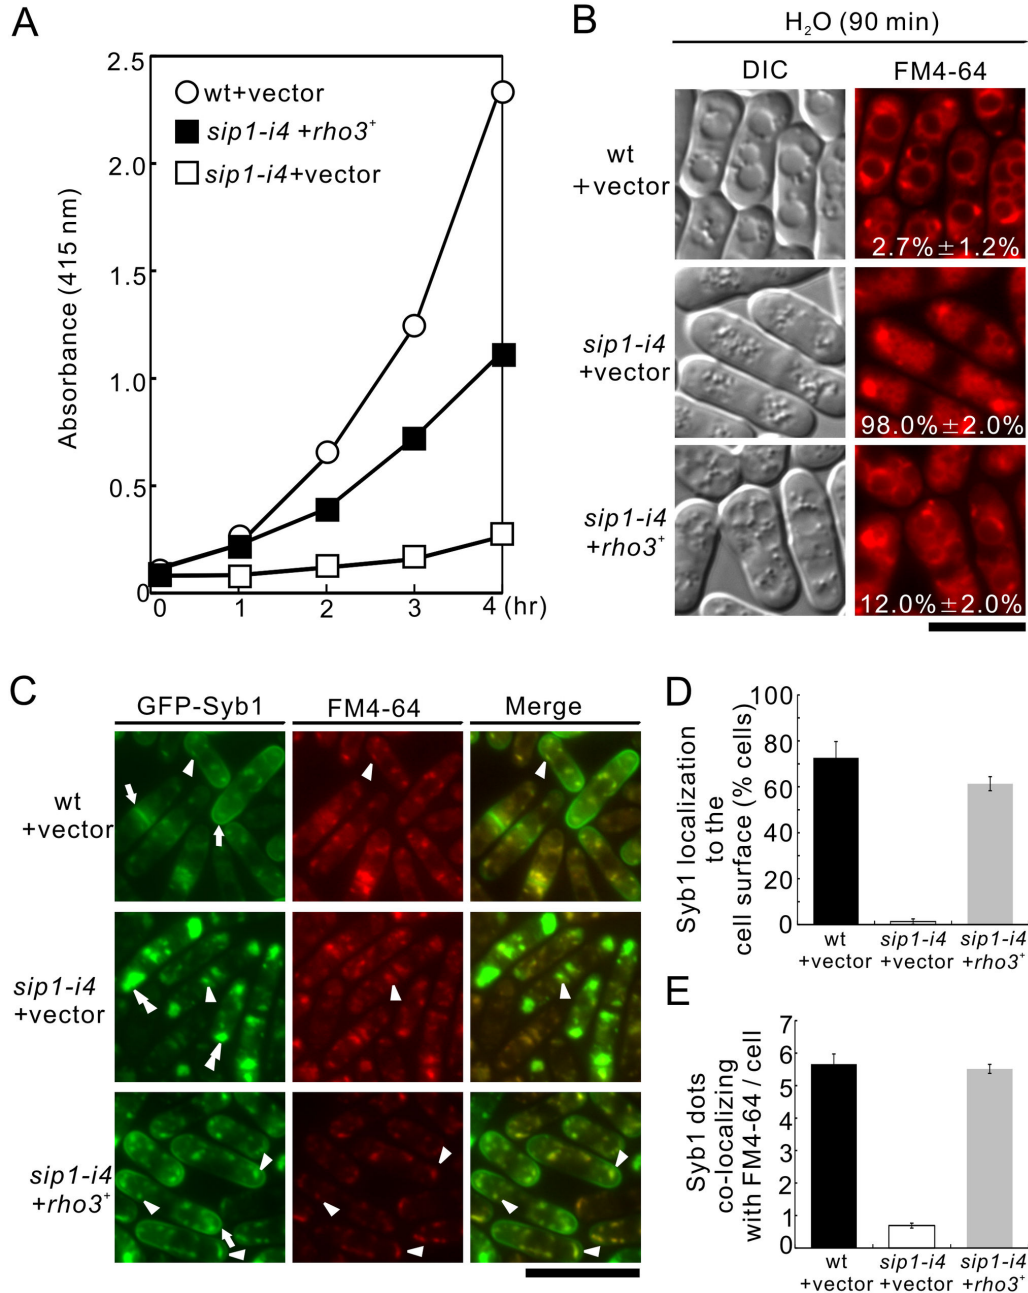 A
2.5
2.0
1.5
1.0
0.5
0
Absorbance (415 nm)
wt+vector
sip1-i4 +rho3+
sip1-i4+vector
0 1 2 3 4 (hr)
B
H2O (90 min)
DIC FM4-64
wt
+vector
2.7%±1.2%
sip1-i4
+vector
98.0%±2.0%
sip1-i4
+rho3+
12.0%±2.0%
C
GFP-Syb1 FM4-64 Merge
wt
+vector
sip1-i4
+vector
sip1-i4
+rho3+
D
Syb1 localization
to the
cell surface (% cells)
100
80
60
40
20
0
wt sip1-i4 sip1-i4
+vector +vector +rho3+
E
Syb1 dots
co-localizing
with FM4-64 / cell
7
6
5
4
3
2
1
0
wt sip1-i4 sip1-i4
+vector +vector +rho3+